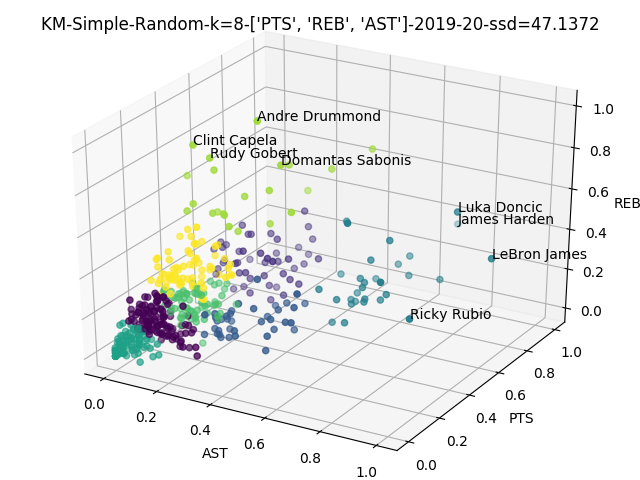 KM-Simple-Random-k=8-['PTS', 'REB', 'AST']-2019-20-ssd=47.1372
Andre Drummond
Clint Capela
Rudy Gobert
Domantas Sabonis
Luka Doncic
James Harden
LeBron James
Ricky Rubio
REB
1.0
0.8
0.6
0.4
0.2
0.0
PTS
1.0
0.8
0.6
0.4
0.2
0.0
AST
0.0
0.2
0.4
0.6
0.8
1.0